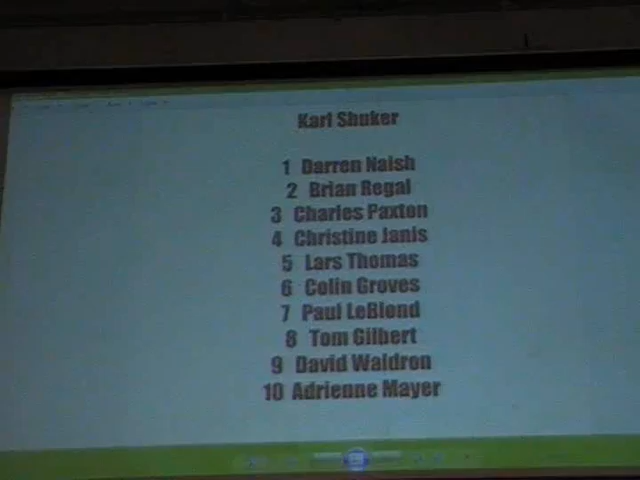 Karl Shuker
1 Darren Naish
2 Brian Regal
3 Charles Paxton
4 Christine Janis
5 Lars Thomas
6 Colin Groves
7 Paul LeBlond
8 Tom Gilbert
9 David Waldron
10 Adrienne Mayer